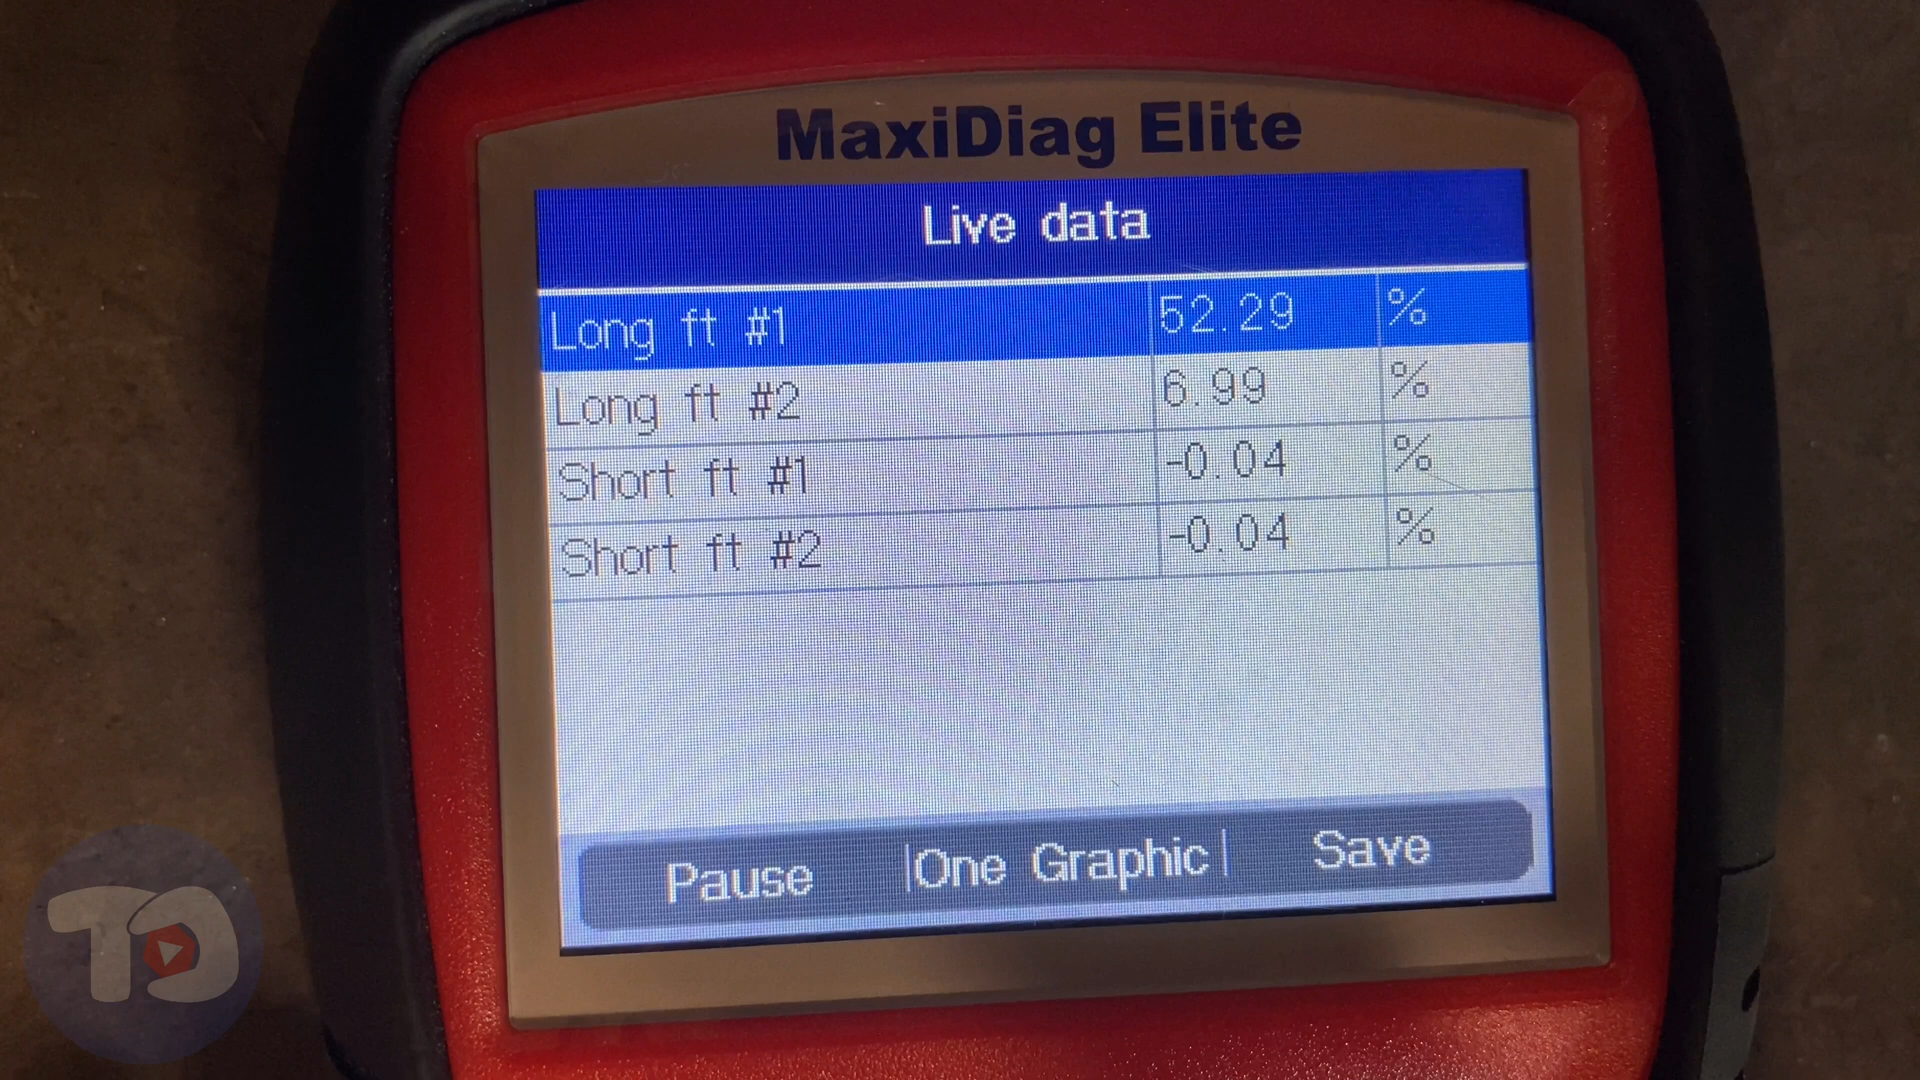 MaxiDiag Elite
Live data
Long ft #1 52.29 %
Long ft #2 6.99 %
Short ft #1 -0.04 %
Short ft #2 -0.04 %
Pause |One Graphic| Save